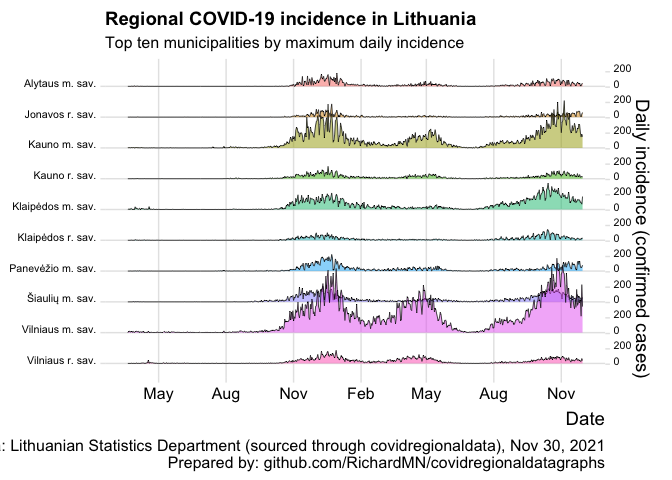 Regional COVID-19 incidence in Lithuania
Top ten municipalities by maximum daily incidence
Alytaus m. sav.
Jonavos r. sav.
Kauno m. sav.
Kauno r. sav.
Klaipėdos m. sav.
Klaipėdos r. sav.
Panevėžio m. sav.
Šiaulių m. sav.
Vilniaus m. sav.
Vilniaus r. sav.
200
0
200
0
200
0
200
0
200
0
200
0
200
0
200
0
200
0
200
0
Daily incidence (confirmed cases)
May Aug Nov Feb May Aug Nov
Date
: Lithuanian Statistics Department (sourced through covidregionaldata), Nov 30, 2021
Prepared by: github.com/RichardMN/covidregionaldatagraphs